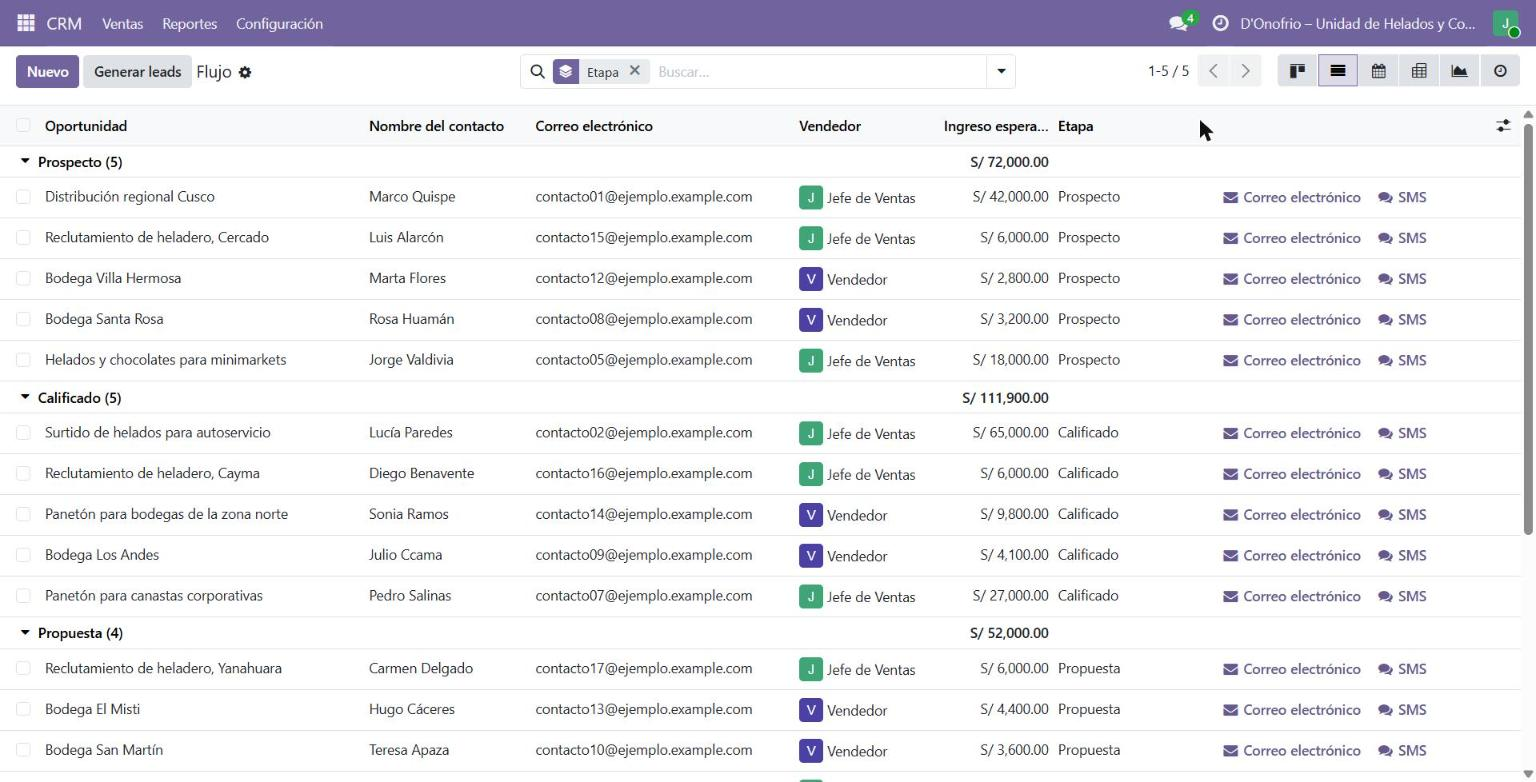 CRM Ventas Reportes Configuración 4 D'Onofrio – Unidad de Helados y Co... J
Nuevo Generar leads Flujo Etapa Buscar... 1-5 / 5
Oportunidad Nombre del contacto Correo electrónico Vendedor Ingreso espera... Etapa
Prospecto (5) S/ 72,000.00
Distribución regional Cusco Marco Quispe contacto01@ejemplo.example.com J Jefe de Ventas S/ 42,000.00 Prospecto Correo electrónico SMS
Reclutamiento de heladero, Cercado Luis Alarcón contacto15@ejemplo.example.com J Jefe de Ventas S/ 6,000.00 Prospecto Correo electrónico SMS
Bodega Villa Hermosa Marta Flores contacto12@ejemplo.example.com V Vendedor S/ 2,800.00 Prospecto Correo electrónico SMS
Bodega Santa Rosa Rosa Huamán contacto08@ejemplo.example.com V Vendedor S/ 3,200.00 Prospecto Correo electrónico SMS
Helados y chocolates para minimarkets Jorge Valdivia contacto05@ejemplo.example.com J Jefe de Ventas S/ 18,000.00 Prospecto Correo electrónico SMS
Calificado (5) S/ 111,900.00
Surtido de helados para autoservicio Lucía Paredes contacto02@ejemplo.example.com J Jefe de Ventas S/ 65,000.00 Calificado Correo electrónico SMS
Reclutamiento de heladero, Cayma Diego Benavente contacto16@ejemplo.example.com J Jefe de Ventas S/ 6,000.00 Calificado Correo electrónico SMS
Panetón para bodegas de la zona norte Sonia Ramos contacto14@ejemplo.example.com V Vendedor S/ 9,800.00 Calificado Correo electrónico SMS
Bodega Los Andes Julio Ccama contacto09@ejemplo.example.com V Vendedor S/ 4,100.00 Calificado Correo electrónico SMS
Panetón para canastas corporativas Pedro Salinas contacto07@ejemplo.example.com J Jefe de Ventas S/ 27,000.00 Calificado Correo electrónico SMS
Propuesta (4) S/ 52,000.00
Reclutamiento de heladero, Yanahuara Carmen Delgado contacto17@ejemplo.example.com J Jefe de Ventas S/ 6,000.00 Propuesta Correo electrónico SMS
Bodega El Misti Hugo Cáceres contacto13@ejemplo.example.com V Vendedor S/ 4,400.00 Propuesta Correo electrónico SMS
Bodega San Martín Teresa Apaza contacto10@ejemplo.example.com V Vendedor S/ 3,600.00 Propuesta Correo electrónico SMS